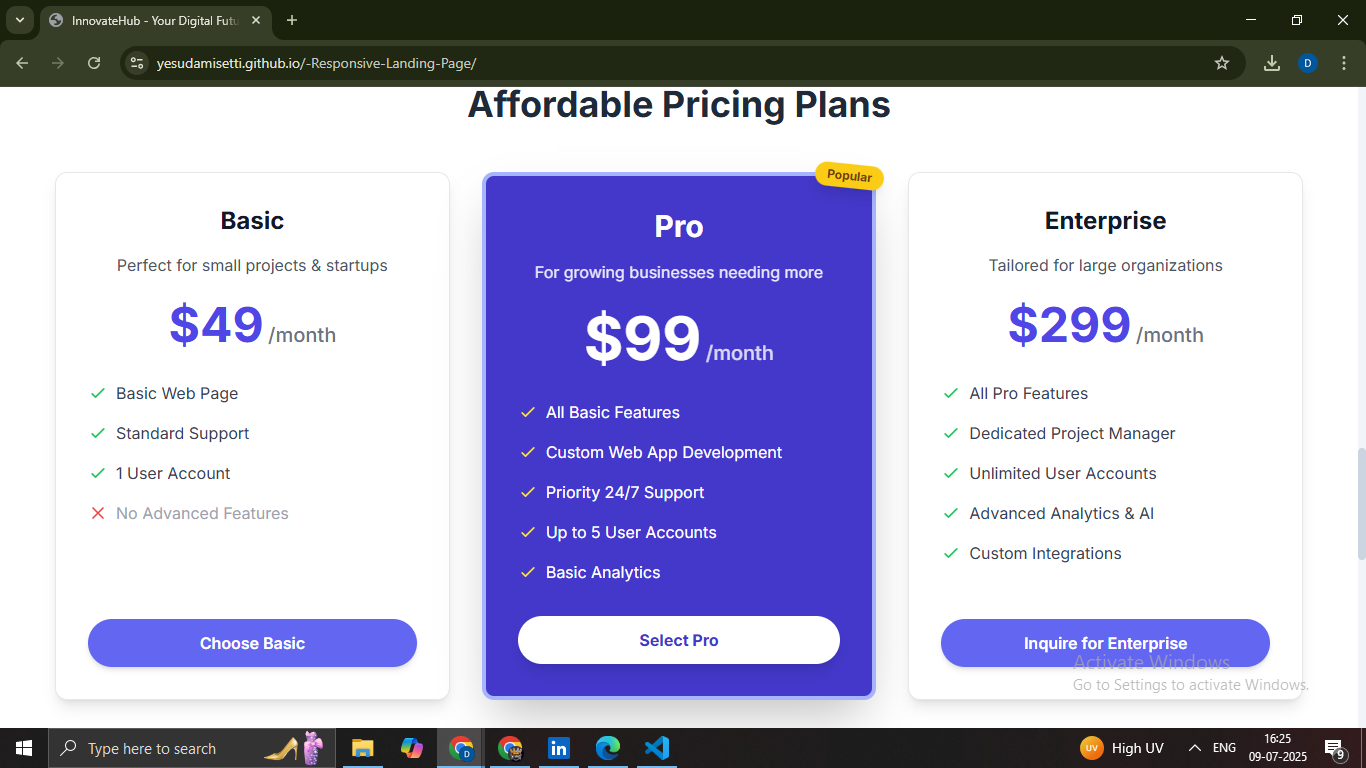 InnovateHub - Your Digital Futu
yesudamisetti.github.io/-Responsive-Landing-Page/
D
Affordable Pricing Plans
Basic
Perfect for small projects & startups
$49 /month
Basic Web Page
Standard Support
1 User Account
No Advanced Features
Choose Basic
Popular
Pro
For growing businesses needing more
$99 /month
All Basic Features
Custom Web App Development
Priority 24/7 Support
Up to 5 User Accounts
Basic Analytics
Select Pro
Enterprise
Tailored for large organizations
$299 /month
All Pro Features
Dedicated Project Manager
Unlimited User Accounts
Advanced Analytics & AI
Custom Integrations
Inquire for Enterprise
Activate Windows
Go to Settings to activate Windows.
Type here to search
D
in
UV
High UV
ENG
16:25
09-07-2025
9